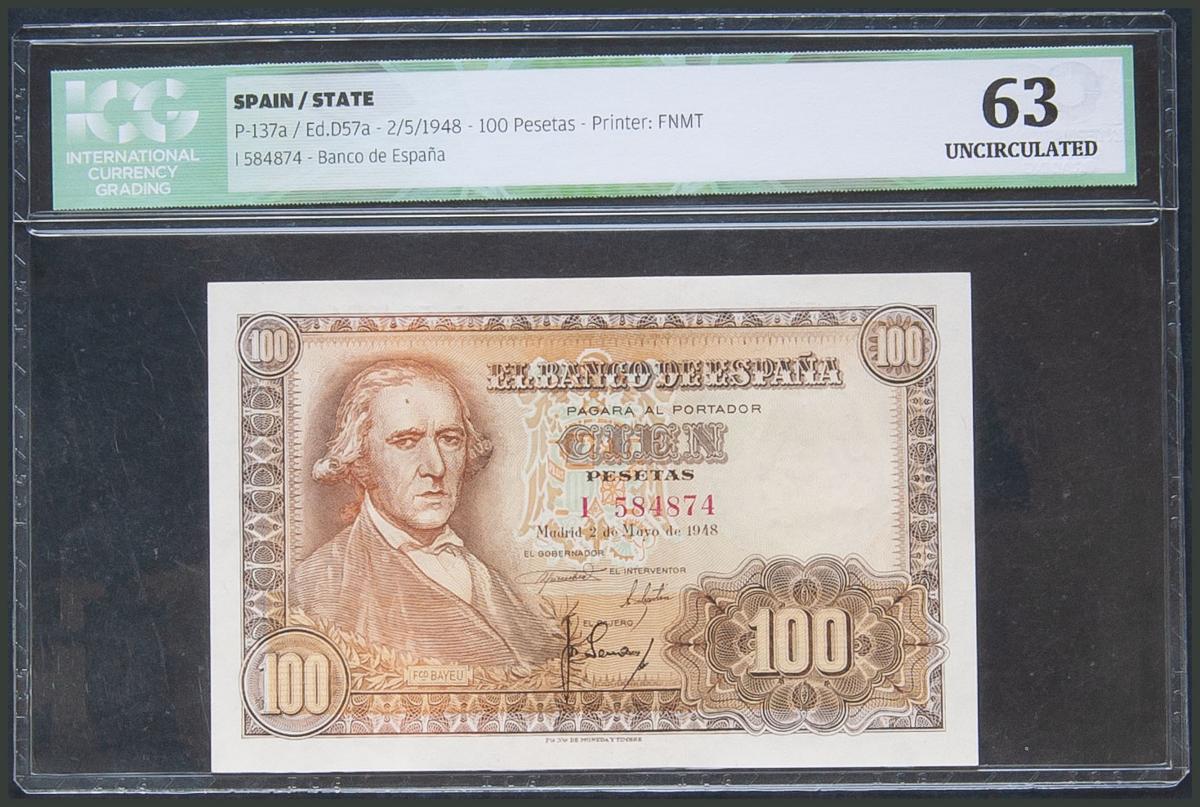 ICG
INTERNATIONAL
CURRENCY
GRADING
SPAIN / STATE
P-137a / Ed.D57a - 2/5/1948 - 100 Pesetas - Printer: FNMT
I 584874 - Banco de España
63
UNCIRCULATED
100
100
EL BANCO DE ESPAÑA
PAGARA AL PORTADOR
CIEN
PESETAS
I 584874
Madrid 2 de Mayo de 1948
EL GOBERNADOR
EL INTERVENTOR
EL CAJERO
100
100
FCO BAYEU